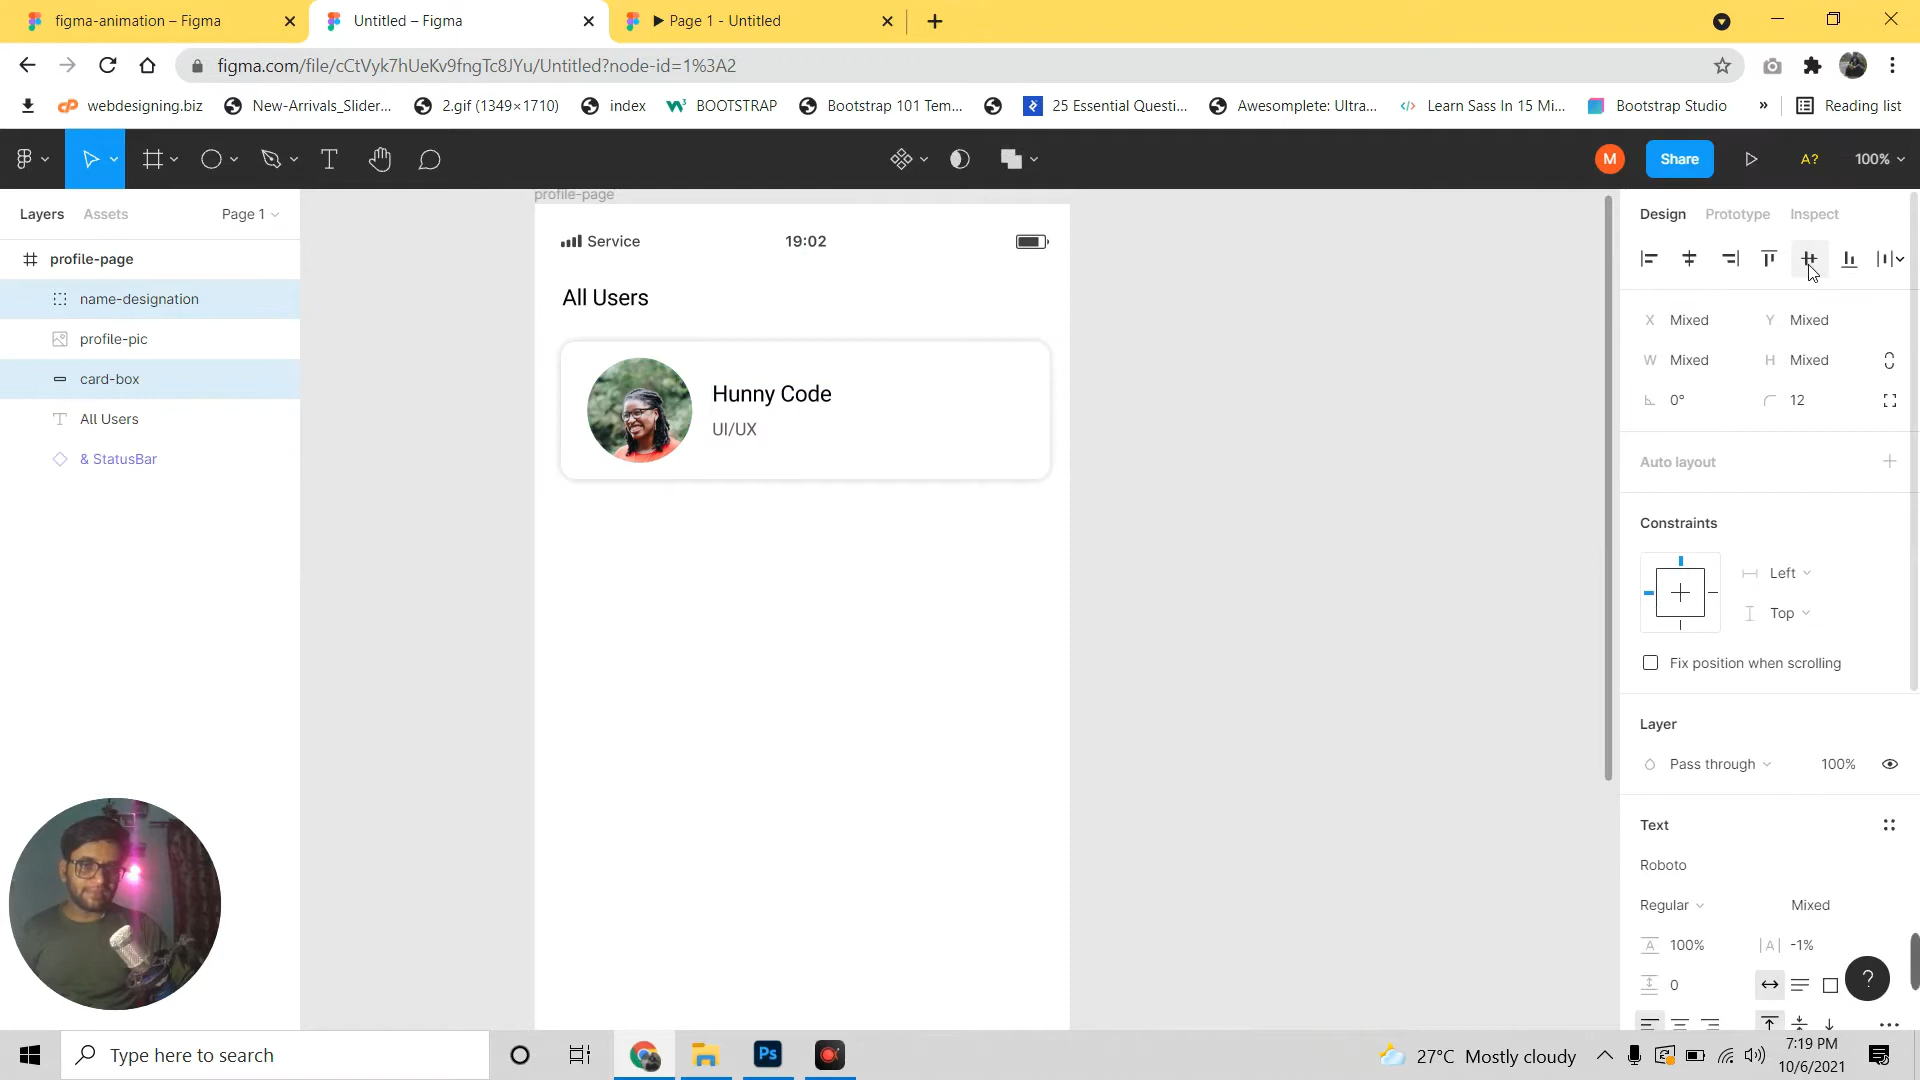 figma-animation – Figma
Untitled – Figma
▶ Page 1 - Untitled
figma.com/file/cCtVyk7hUeKv9fngTc8JYu/Untitled?node-id=1%3A2
webdesigning.biz
New-Arrivals_Slider...
2.gif (1349×1710)
index
BOOTSTRAP
Bootstrap 101 Tem...
25 Essential Questi...
Awesomplete: Ultra...
Learn Sass In 15 Mi...
Bootstrap Studio
»
Reading list
M
Share
A?
100%
Layers
Assets
Page 1
profile-page
name-designation
profile-pic
card-box
All Users
& StatusBar
profile-page
Service
19:02
All Users
Hunny Code
UI/UX
Design
Prototype
Inspect
X Mixed
Y Mixed
W Mixed
H Mixed
0°
12
Auto layout
Constraints
Left
Top
Fix position when scrolling
Layer
Pass through
100%
Text
Roboto
Regular
Mixed
100%
-1%
0
?
Type here to search
Ps
27°C Mostly cloudy
7:19 PM
10/6/2021